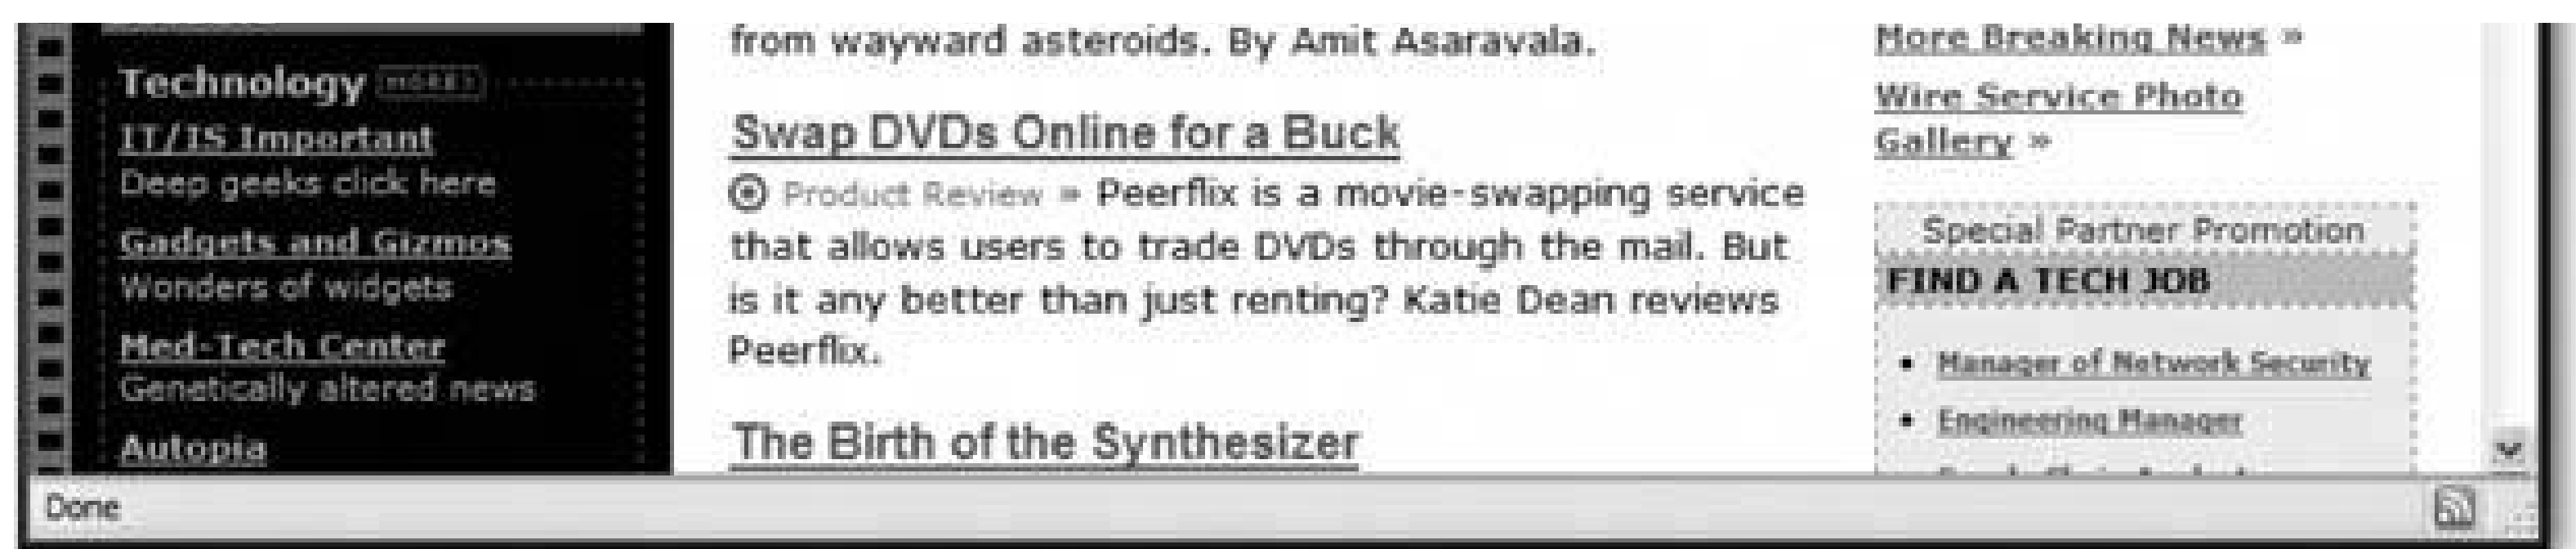 Technology MORE›
IT/IS Important
Deep geeks click here
Gadgets and Gizmos
Wonders of widgets
Med-Tech Center
Genetically altered news
Autopia
from wayward asteroids. By Amit Asaravala.
Swap DVDs Online for a Buck
Product Review » Peerflix is a movie-swapping service
that allows users to trade DVDs through the mail. But
is it any better than just renting? Katie Dean reviews
Peerflix.
The Birth of the Synthesizer
More Breaking News »
Wire Service Photo
Gallery »
Special Partner Promotion
FIND A TECH JOB
• Manager of Network Security
• Engineering Manager
Done